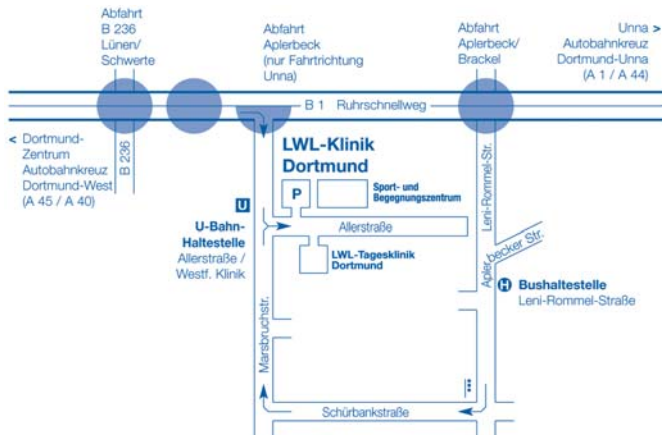 Abfahrt
B 236
Lünen/
Schwerte
Abfahrt
Aplerbeck
(nur Fahrtrichtung
Unna)
Abfahrt
Aplerbeck/
Brackel
Unna >
Autobahnkreuz
Dortmund-Unna
(A 1 / A 44)
B 1 Ruhrschnellweg
< Dortmund-
Zentrum
Autobahnkreuz
Dortmund-West
(A 45 / A 40)
B 236
LWL-Klinik
Dortmund
P
Sport- und
Begegnungszentrum
Leni-Rommel-Str.
U
U-Bahn-
Haltestelle
Allerstraße /
Westf. Klinik
Allerstraße
LWL-Tagesklinik
Dortmund
Aplerbecker Str.
H Bushaltestelle
Leni-Rommel-Straße
Marsbruchstr.
Schürbankstraße